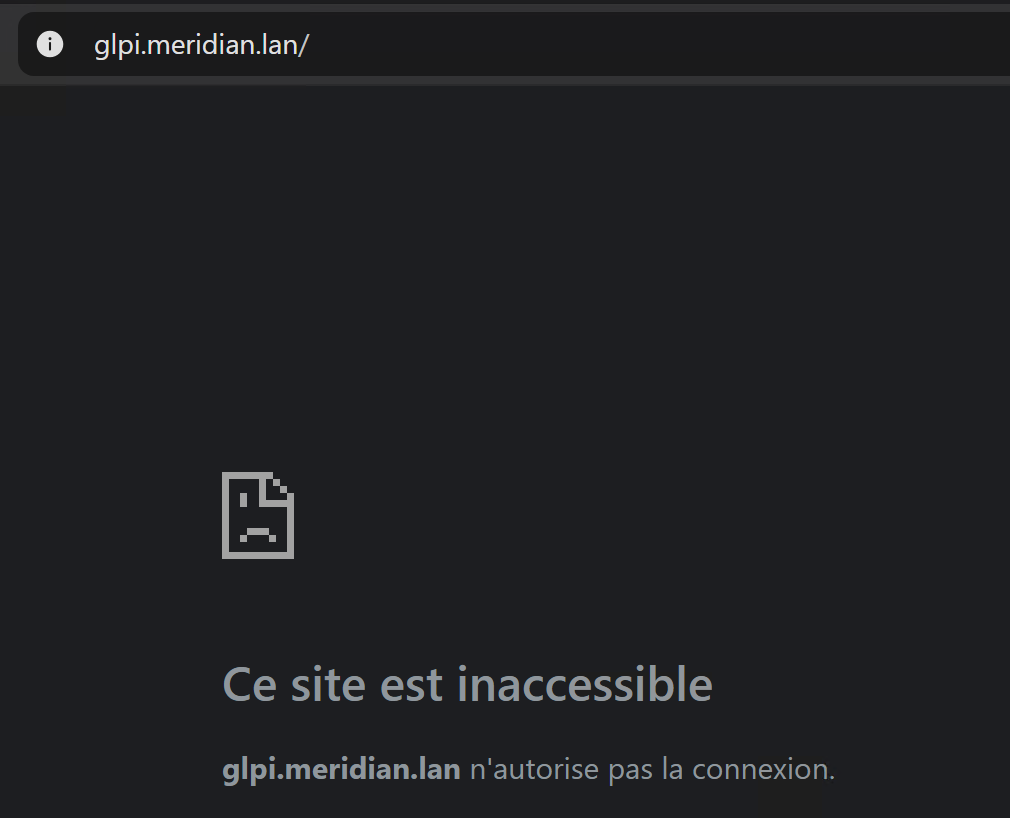 glpi.meridian.lan/
Ce site est inaccessible
glpi.meridian.lan n'autorise pas la connexion.